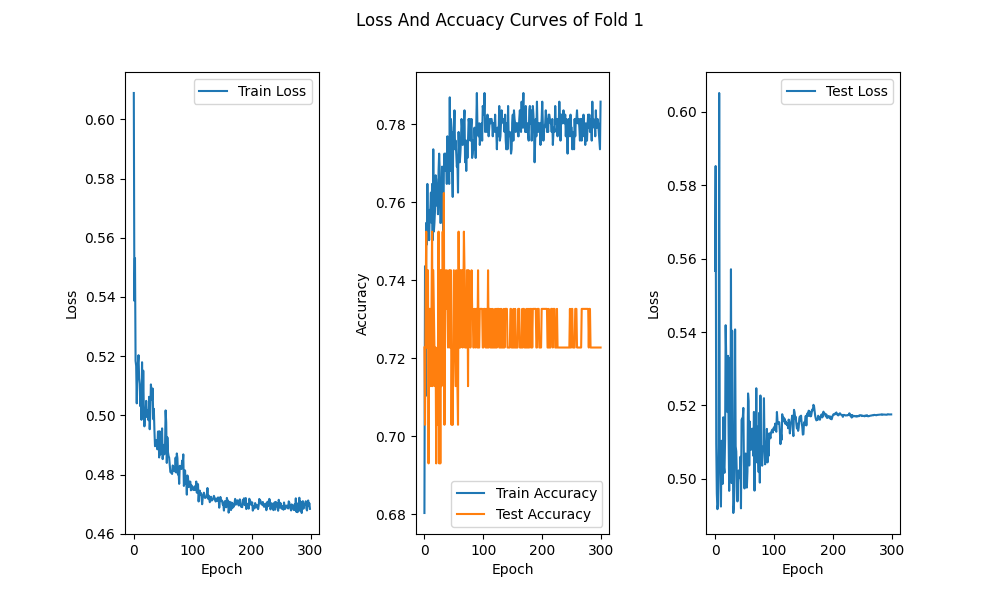 Loss And Accuacy Curves of Fold 1
Train Loss
0.60
0.58
0.56
0.54
0.52
0.50
0.48
0.46
Loss
0
100
200
300
Epoch
0.78
0.76
0.74
0.72
0.70
0.68
Accuracy
Train Accuracy
Test Accuracy
0
100
200
300
Epoch
Test Loss
0.60
0.58
0.56
0.54
0.52
0.50
Loss
0
100
200
300
Epoch